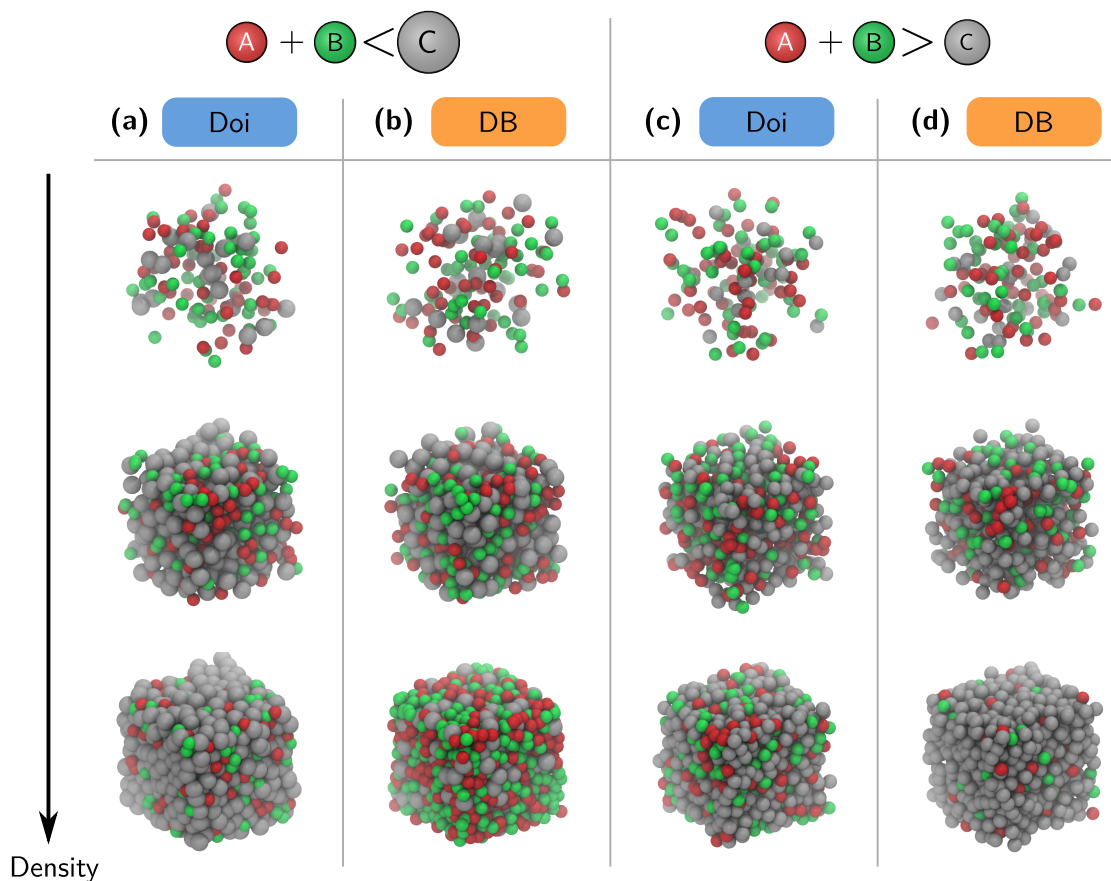 A + B < C
A + B > C
(a) Doi
(b) DB
(c) Doi
(d) DB
Density